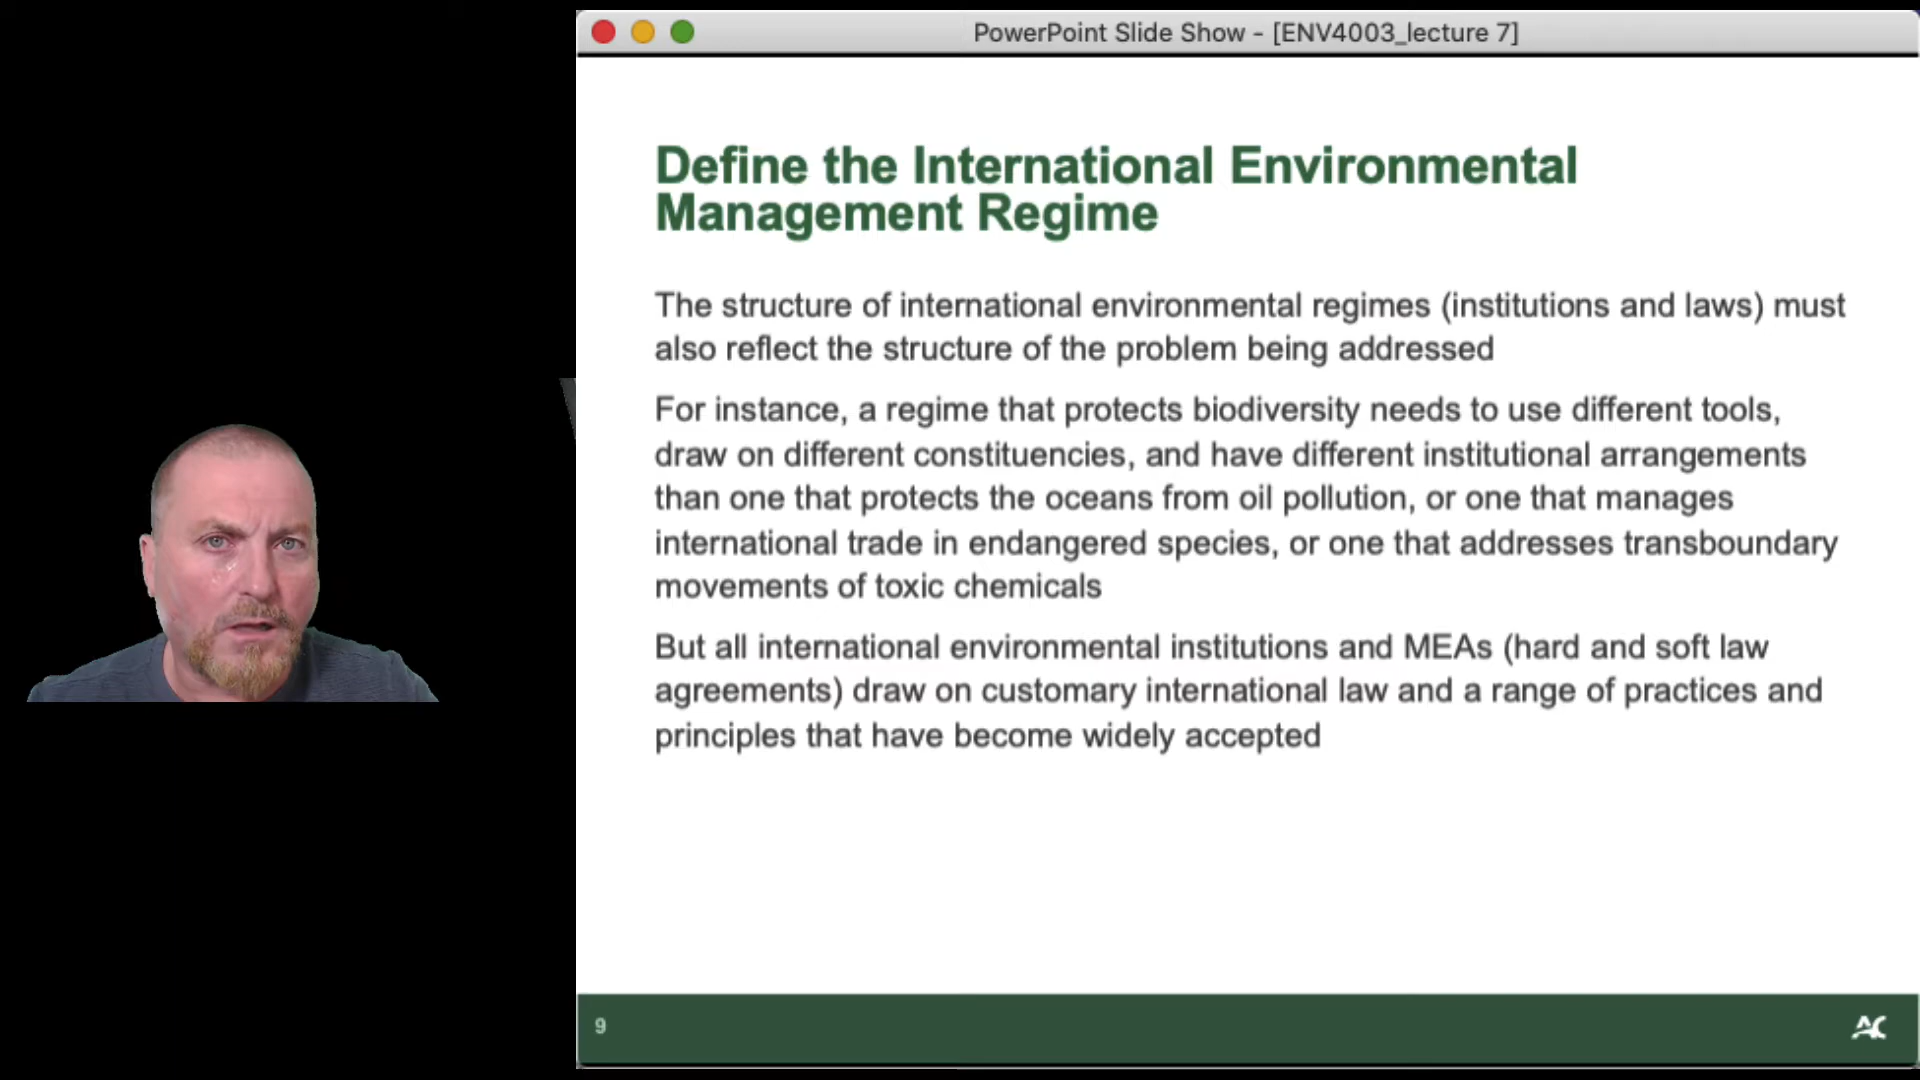 PowerPoint Slide Show - [ENV4003_lecture 7]
Define the International Environmental
Management Regime
The structure of international environmental regimes (institutions and laws) must
also reflect the structure of the problem being addressed
For instance, a regime that protects biodiversity needs to use different tools,
draw on different constituencies, and have different institutional arrangements
than one that protects the oceans from oil pollution, or one that manages
international trade in endangered species, or one that addresses transboundary
movements of toxic chemicals
But all international environmental institutions and MEAs (hard and soft law
agreements) draw on customary international law and a range of practices and
principles that have become widely accepted
9
AC